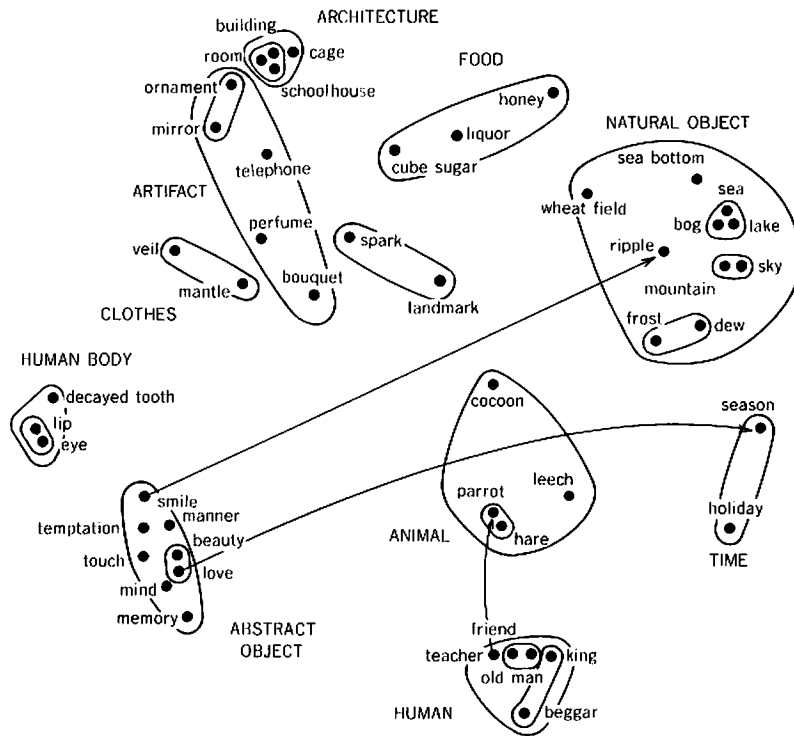 ARCHITECTURE
building
room
cage
schoolhouse
ornament
mirror
telephone
ARTIFACT
perfume
bouquet
FOOD
honey
liquor
cube sugar
NATURAL OBJECT
sea bottom
sea
wheat field
bog
lake
ripple
sky
mountain
frost
dew
veil
mantle
CLOTHES
spark
landmark
HUMAN BODY
decayed tooth
lip
eye
cocoon
leech
parrot
hare
ANIMAL
season
holiday
TIME
smile
temptation
manner
beauty
touch
love
mind
memory
ABSTRACT
OBJECT
friend
teacher
king
old man
beggar
HUMAN